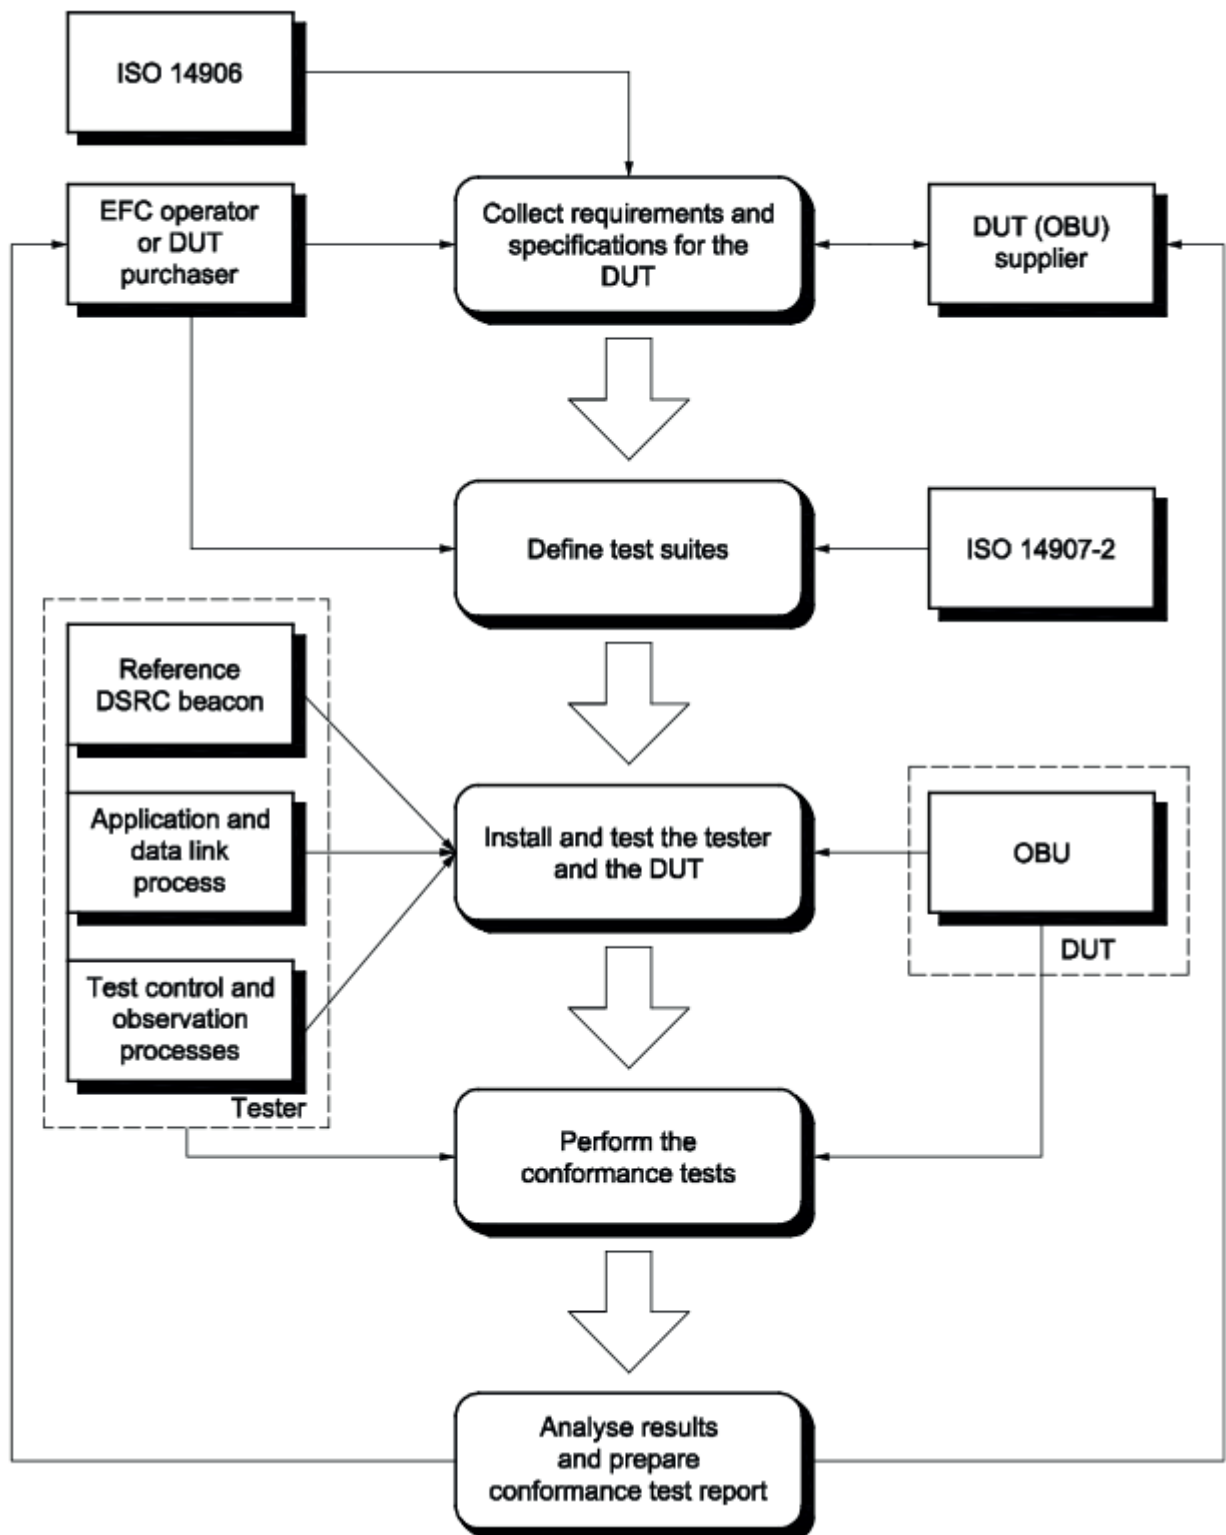 ISO 14906
EFC operator
or DUT
purchaser
Collect requirements and
specifications for the
DUT
DUT (OBU)
supplier
Define test suites
ISO 14907-2
Reference
DSRC beacon
Application and
data link
process
Test control and
observation
processes
Tester
Install and test the tester
and the DUT
OBU
DUT
Perform the
conformance tests
Analyse results
and prepare
conformance test report